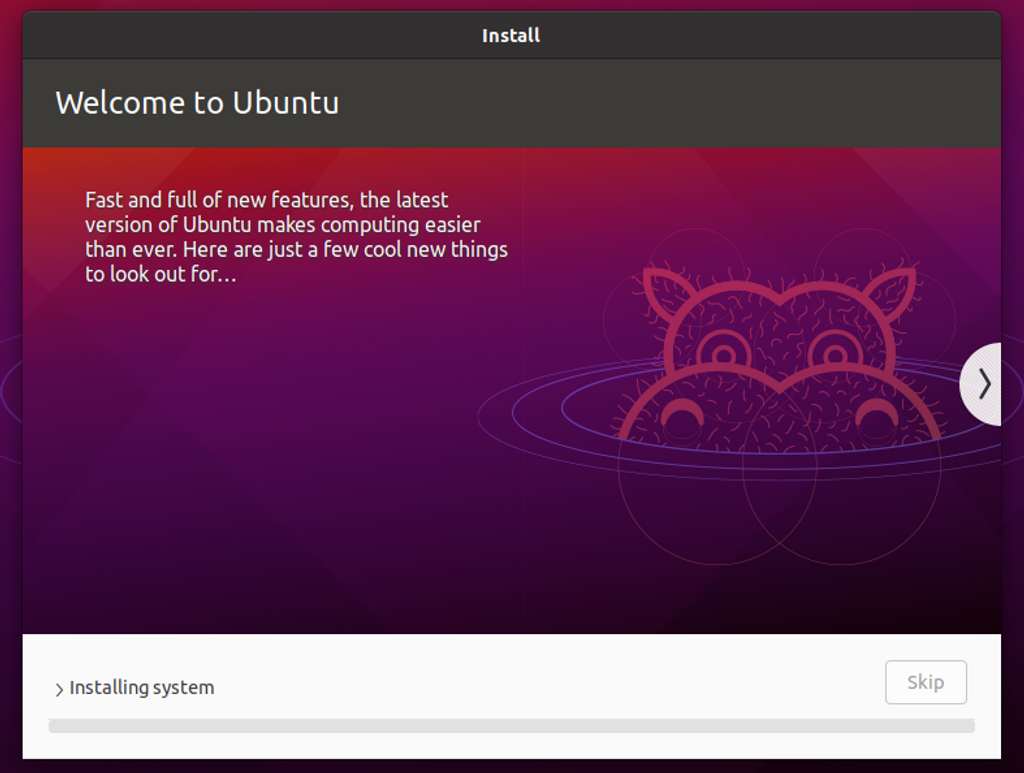 Install
Welcome to Ubuntu
Fast and full of new features, the latest
version of Ubuntu makes computing easier
than ever. Here are just a few cool new things
to look out for…
Installing system
Skip